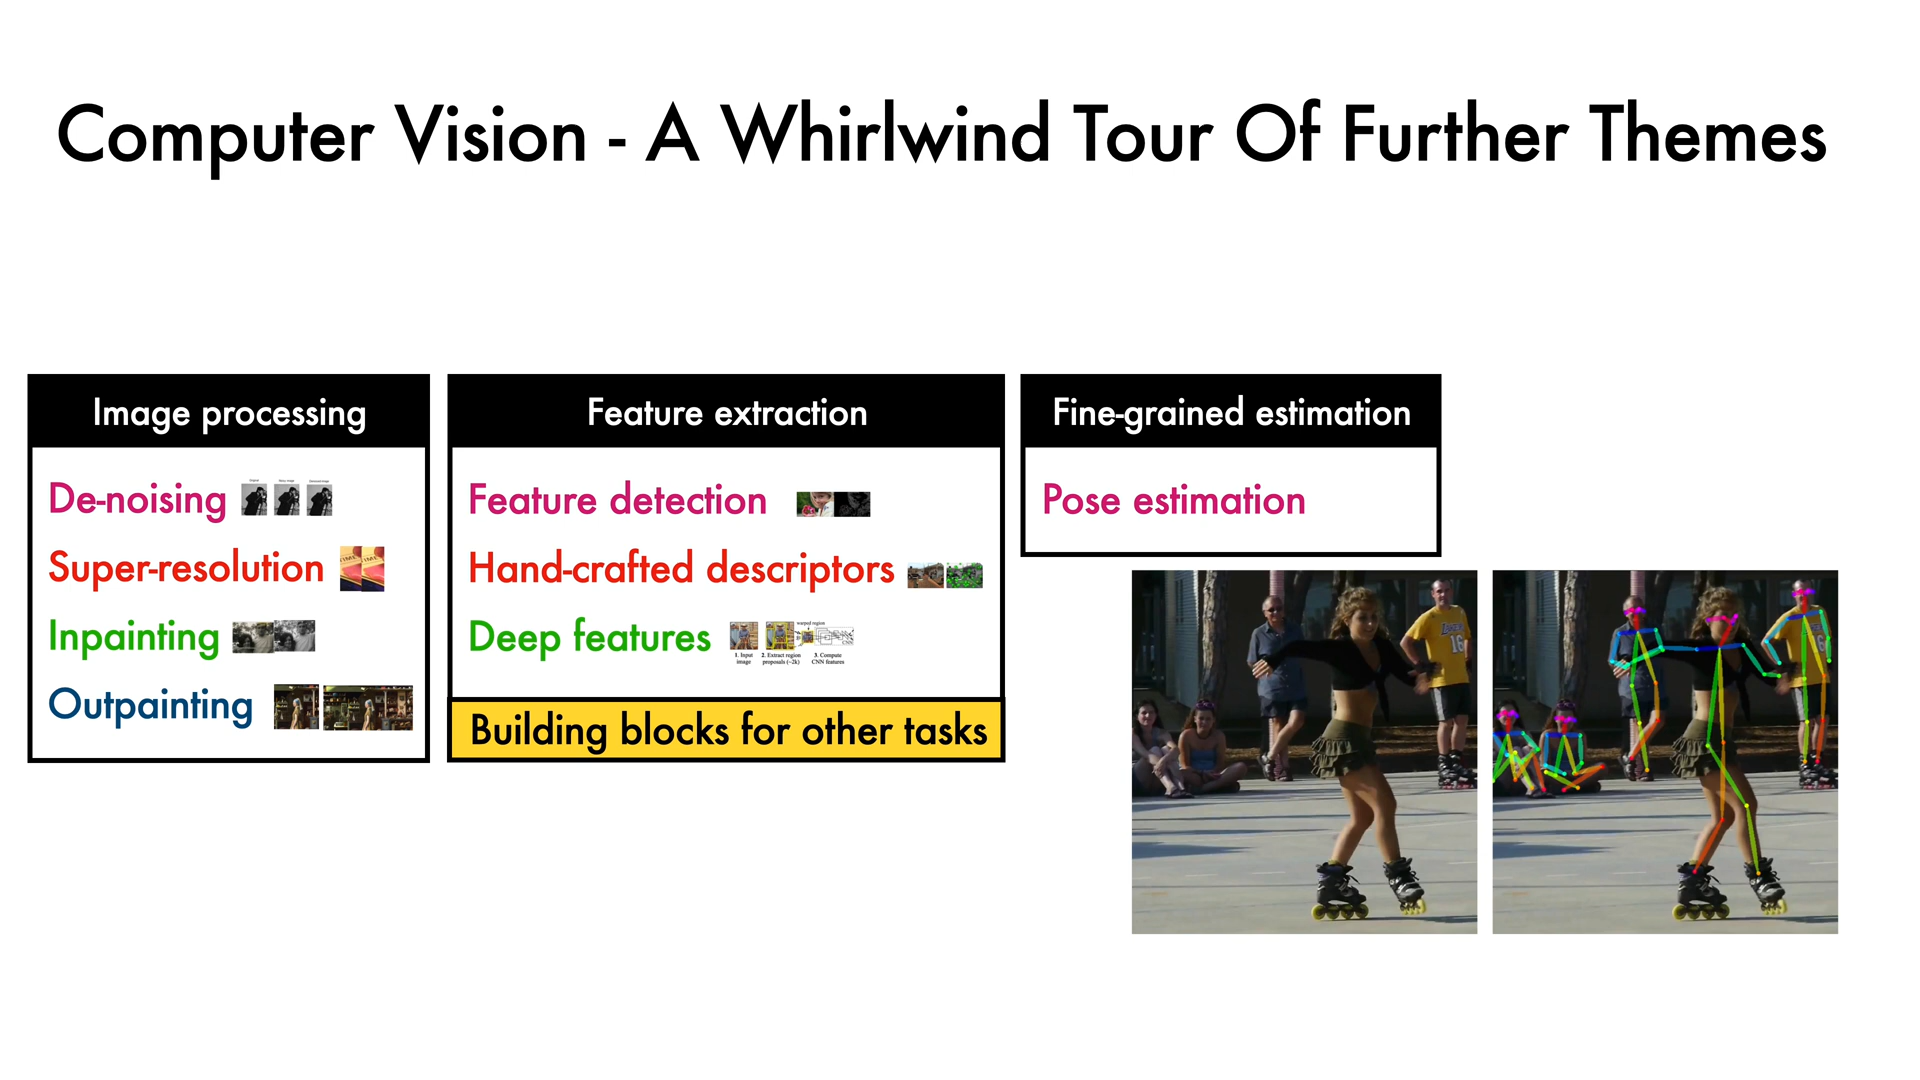 Computer Vision - A Whirlwind Tour Of Further Themes
Image processing
De-noising
Super-resolution
Inpainting
Outpainting
Feature extraction
Feature detection
Hand-crafted descriptors
Deep features
warped region
CNN
1. Input
image
2. Extract region
proposals (~2k)
3. Compute
CNN features
Building blocks for other tasks
Fine-grained estimation
Pose estimation
16